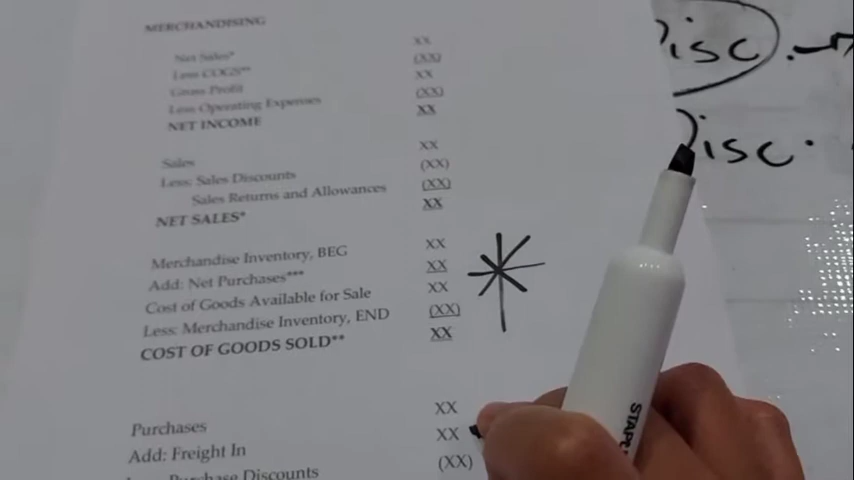 MERCHANDISING
Net Sales* XX
Less COGS** (XX)
Gross Profit XX
Less Operating Expenses (XX)
NET INCOME XX
Sales XX
Less: Sales Discounts (XX)
Sales Returns and Allowances (XX)
NET SALES* XX
Merchandise Inventory, BEG XX
Add: Net Purchases*** XX
Cost of Goods Available for Sale XX
Less: Merchandise Inventory, END (XX)
COST OF GOODS SOLD** XX
Purchases XX
Add: Freight In XX
Purchase Discounts (XX)
Disc.
Disc.